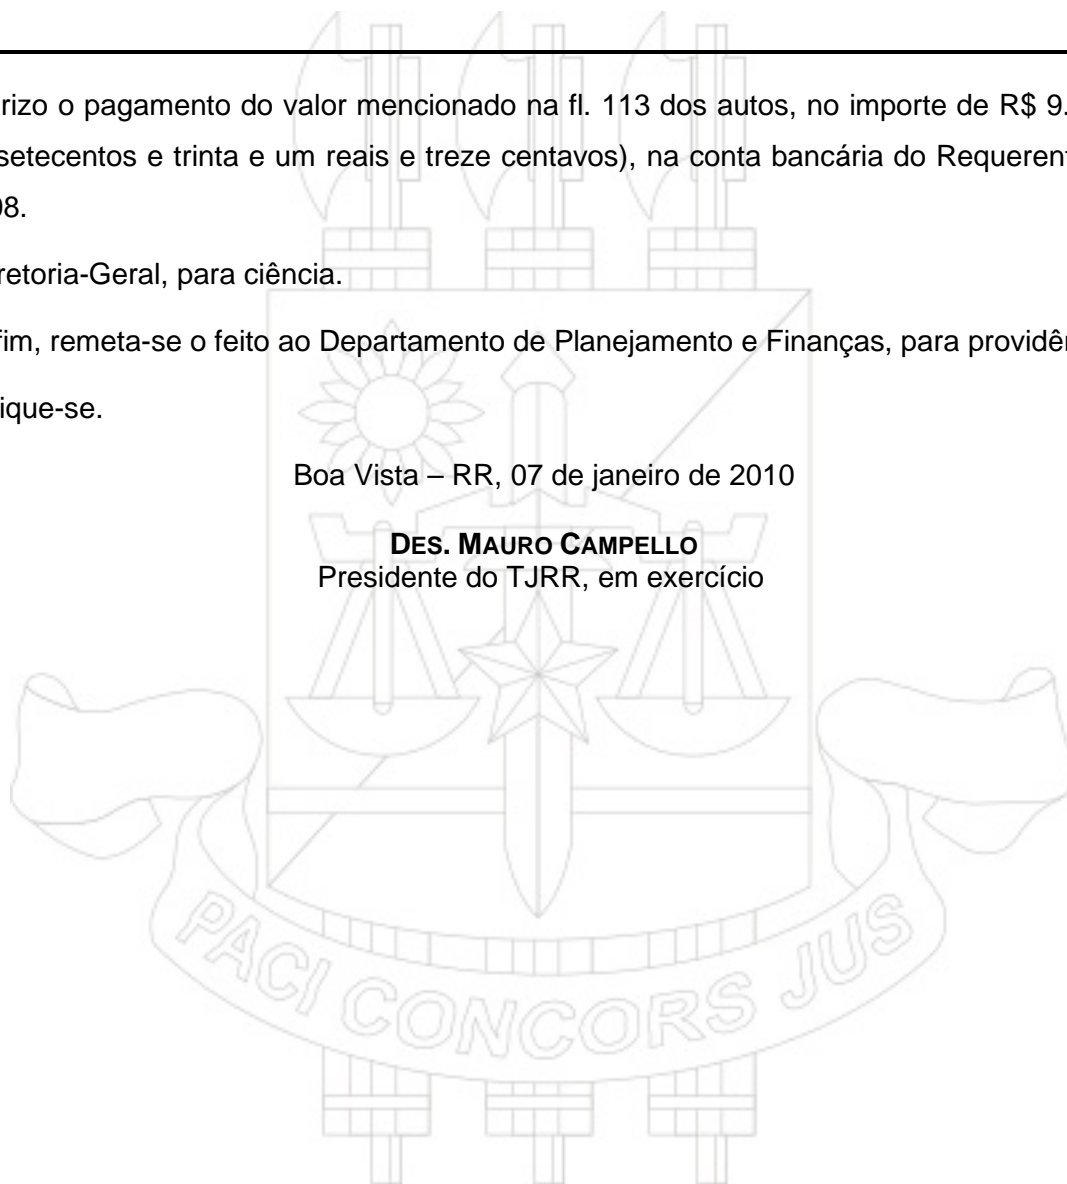 rizo o pagamento do valor mencionado na fl. 113 dos autos, no importe de R$ 9.
setecentos e trinta e um reais e treze centavos), na conta bancária do Requerent
08.
retoria-Geral, para ciência.
fim, remeta-se o feito ao Departamento de Planejamento e Finanças, para providên
ique-se.
Boa Vista – RR, 07 de janeiro de 2010
DES. MAURO CAMPELLO
Presidente do TJRR, em exercício
PACI CONCORS JUS